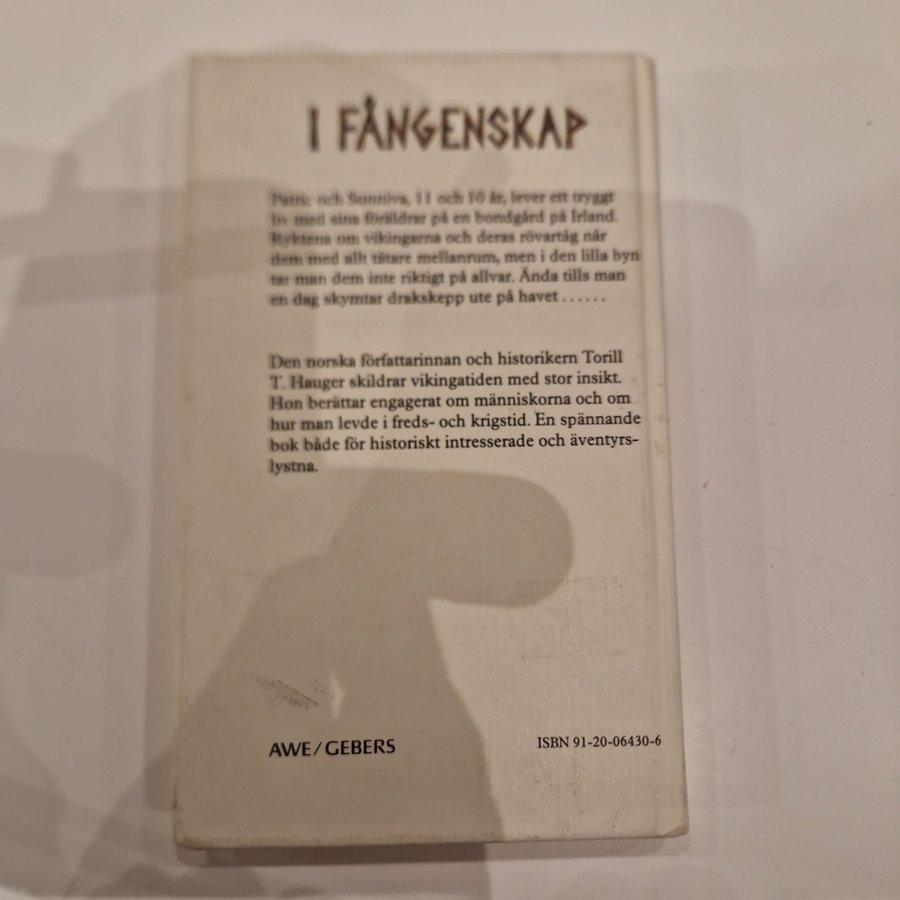 I FÅNGENSKAP
Patric och Sunniva, 11 och 10 år, lever ett tryggt
liv med sina föräldrar på en bondgård på Irland.
Ryktena om vikingarna och deras rövartåg når
dem med allt tätare mellanrum, men i den lilla byn
tar man dem inte riktigt på allvar. Ända tills man
en dag skymtar drakskepp ute på havet . . . . . .
Den norska författarinnan och historikern Torill
T. Hauger skildrar vikingatiden med stor insikt.
Hon berättar engagerat om människorna och om
hur man levde i freds- och krigstid. En spännande
bok både för historiskt intresserade och äventyrs-
lystna.
AWE/GEBERS
ISBN 91-20-06430-6